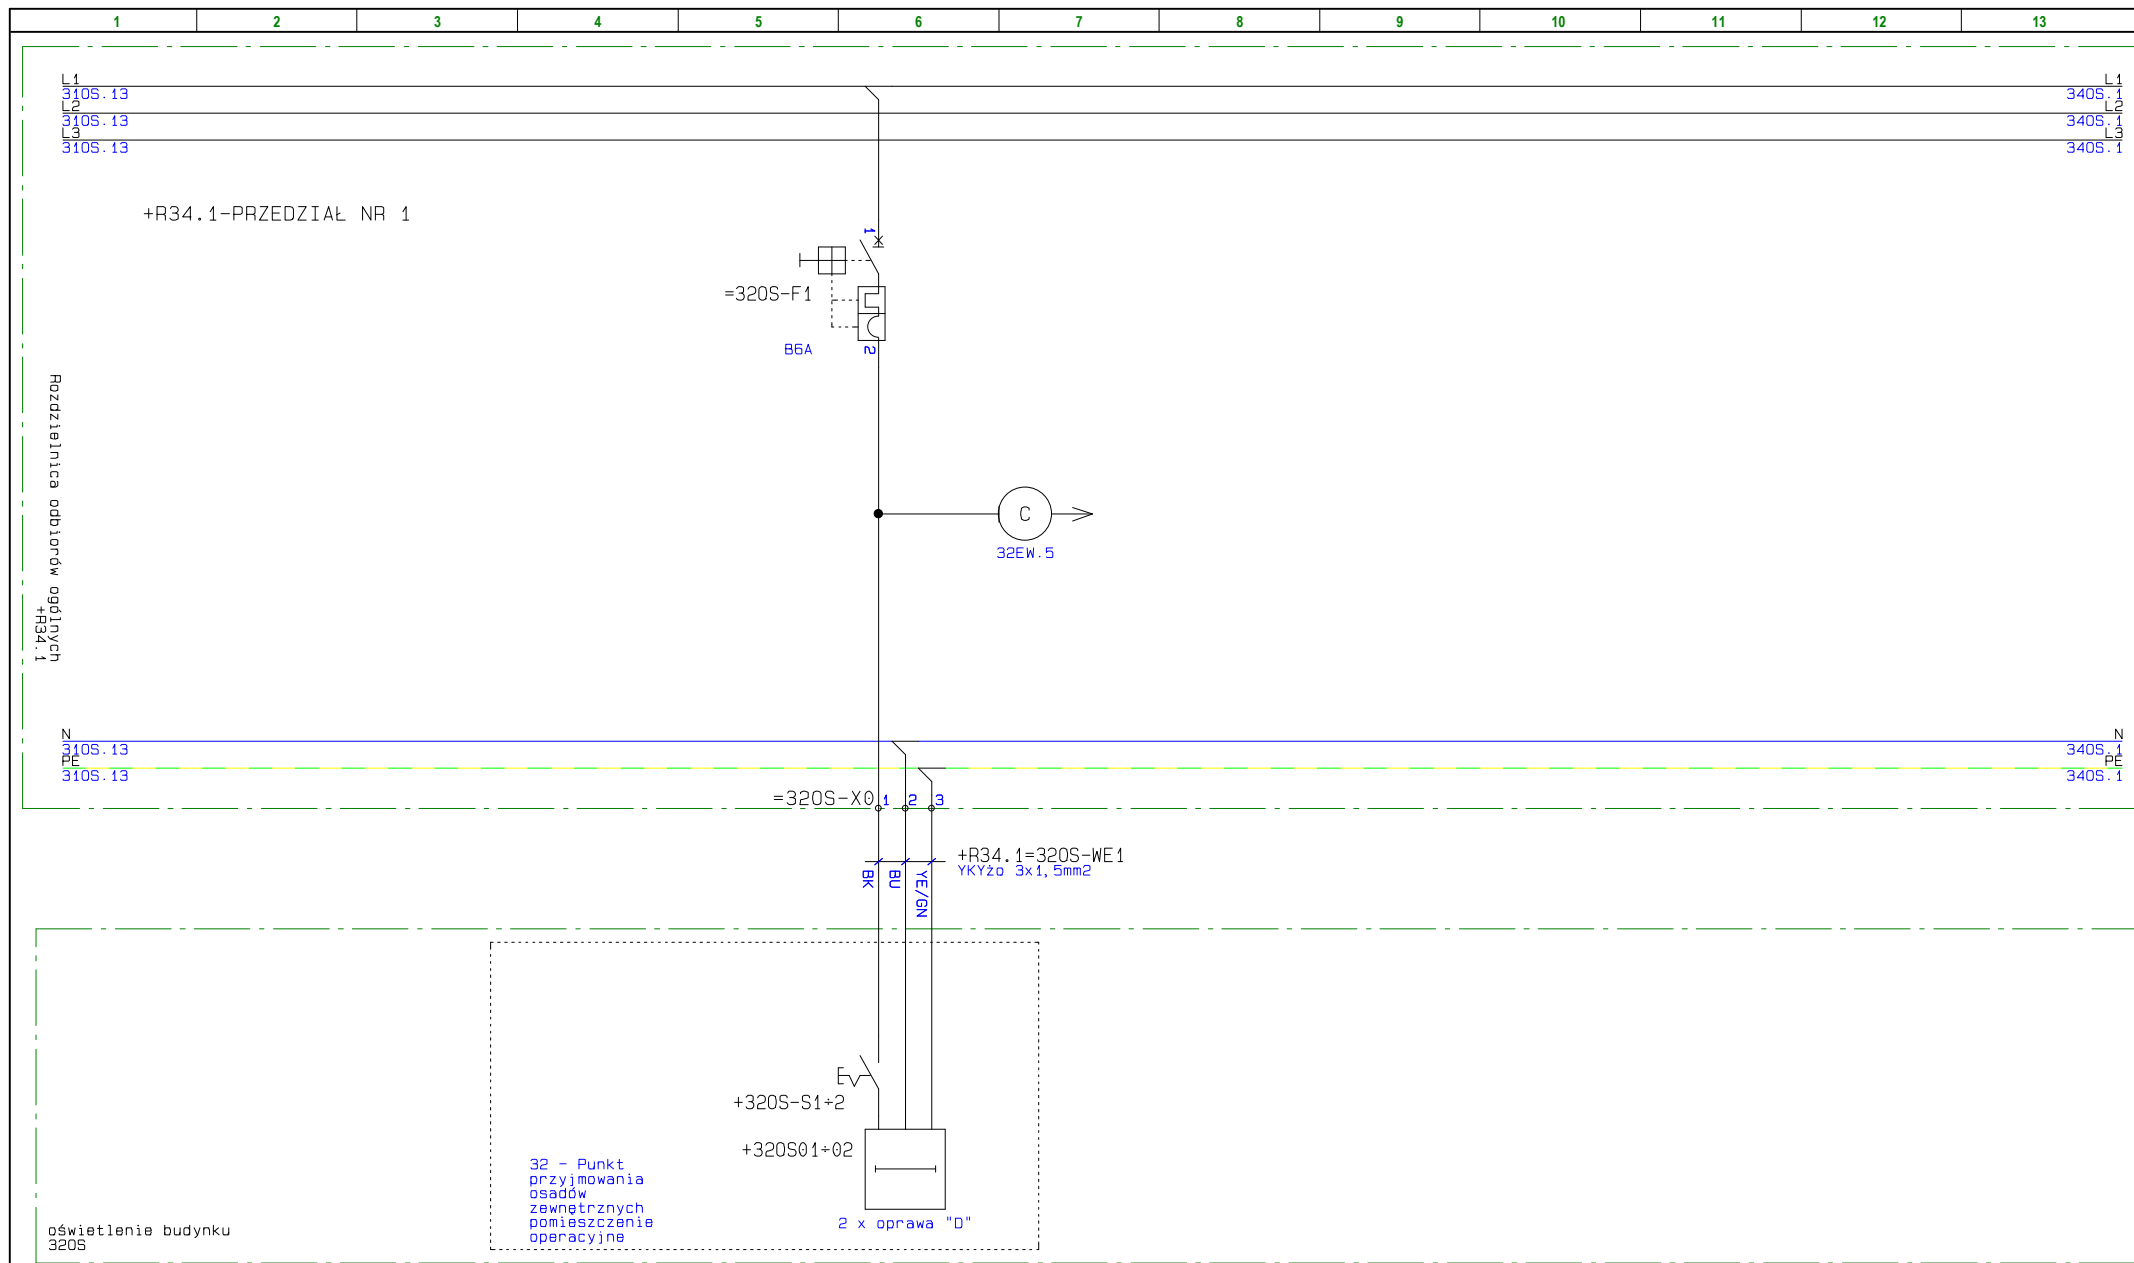 1 2 3 4 5 6 7 8 9 10 11 12 13
L1 L1
310S.13 340S.1
L2 L2
310S.13 340S.1
L3 L3
310S.13 340S.1
+R34.1-PRZEDZIAŁ NR 1
1
=320S-F1
B6A 2
Rozdzielnica odbiorów ogólnych
+R34.1
C
32EW.5
N N
310S.13 340S.1
PE PE
310S.13 340S.1
=320S-X0 1 2 3
+R34.1=320S-WE1
YKYżo 3x1,5mm2
BK BU YE/GN
+320S-S1÷2
+320S01÷02
32 - Punkt
przyjmowania
osadów
zewnętrznych
pomieszczenie
operacyjne
2 x oprawa "D"
oświetlenie budynku
320S